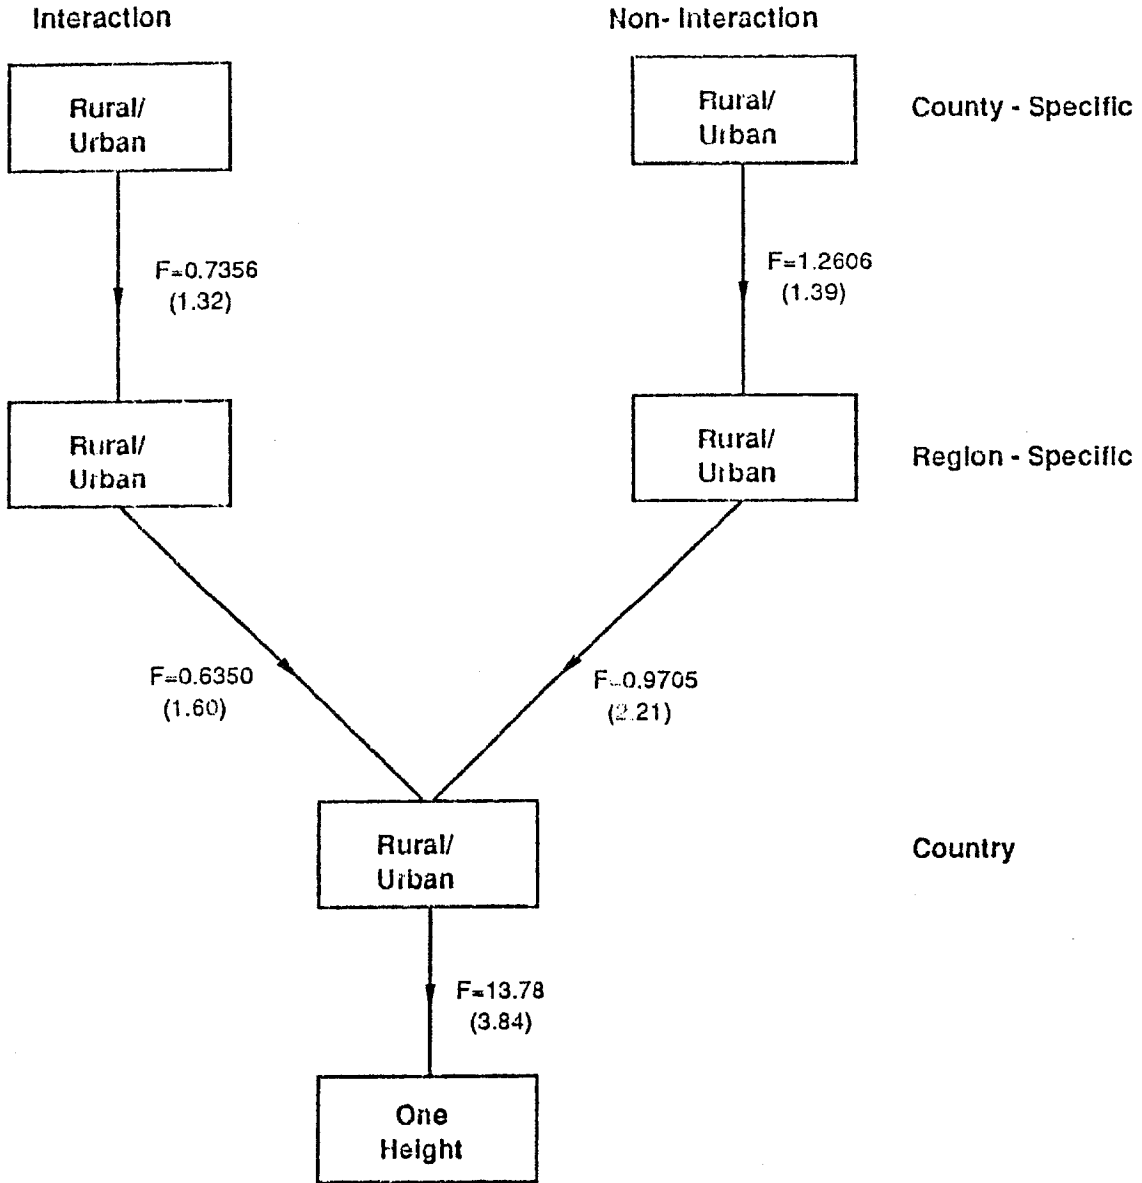 Interaction
Non- Interaction
Rural/
Urban
Rural/
Urban
County - Specific
F=0.7356
(1.32)
F=1.2606
(1.39)
Rural/
Urban
Rural/
Urban
Region - Specific
F=0.6350
(1.60)
F=0.9705
(2.21)
Rural/
Urban
Country
F=13.78
(3.84)
One
Height